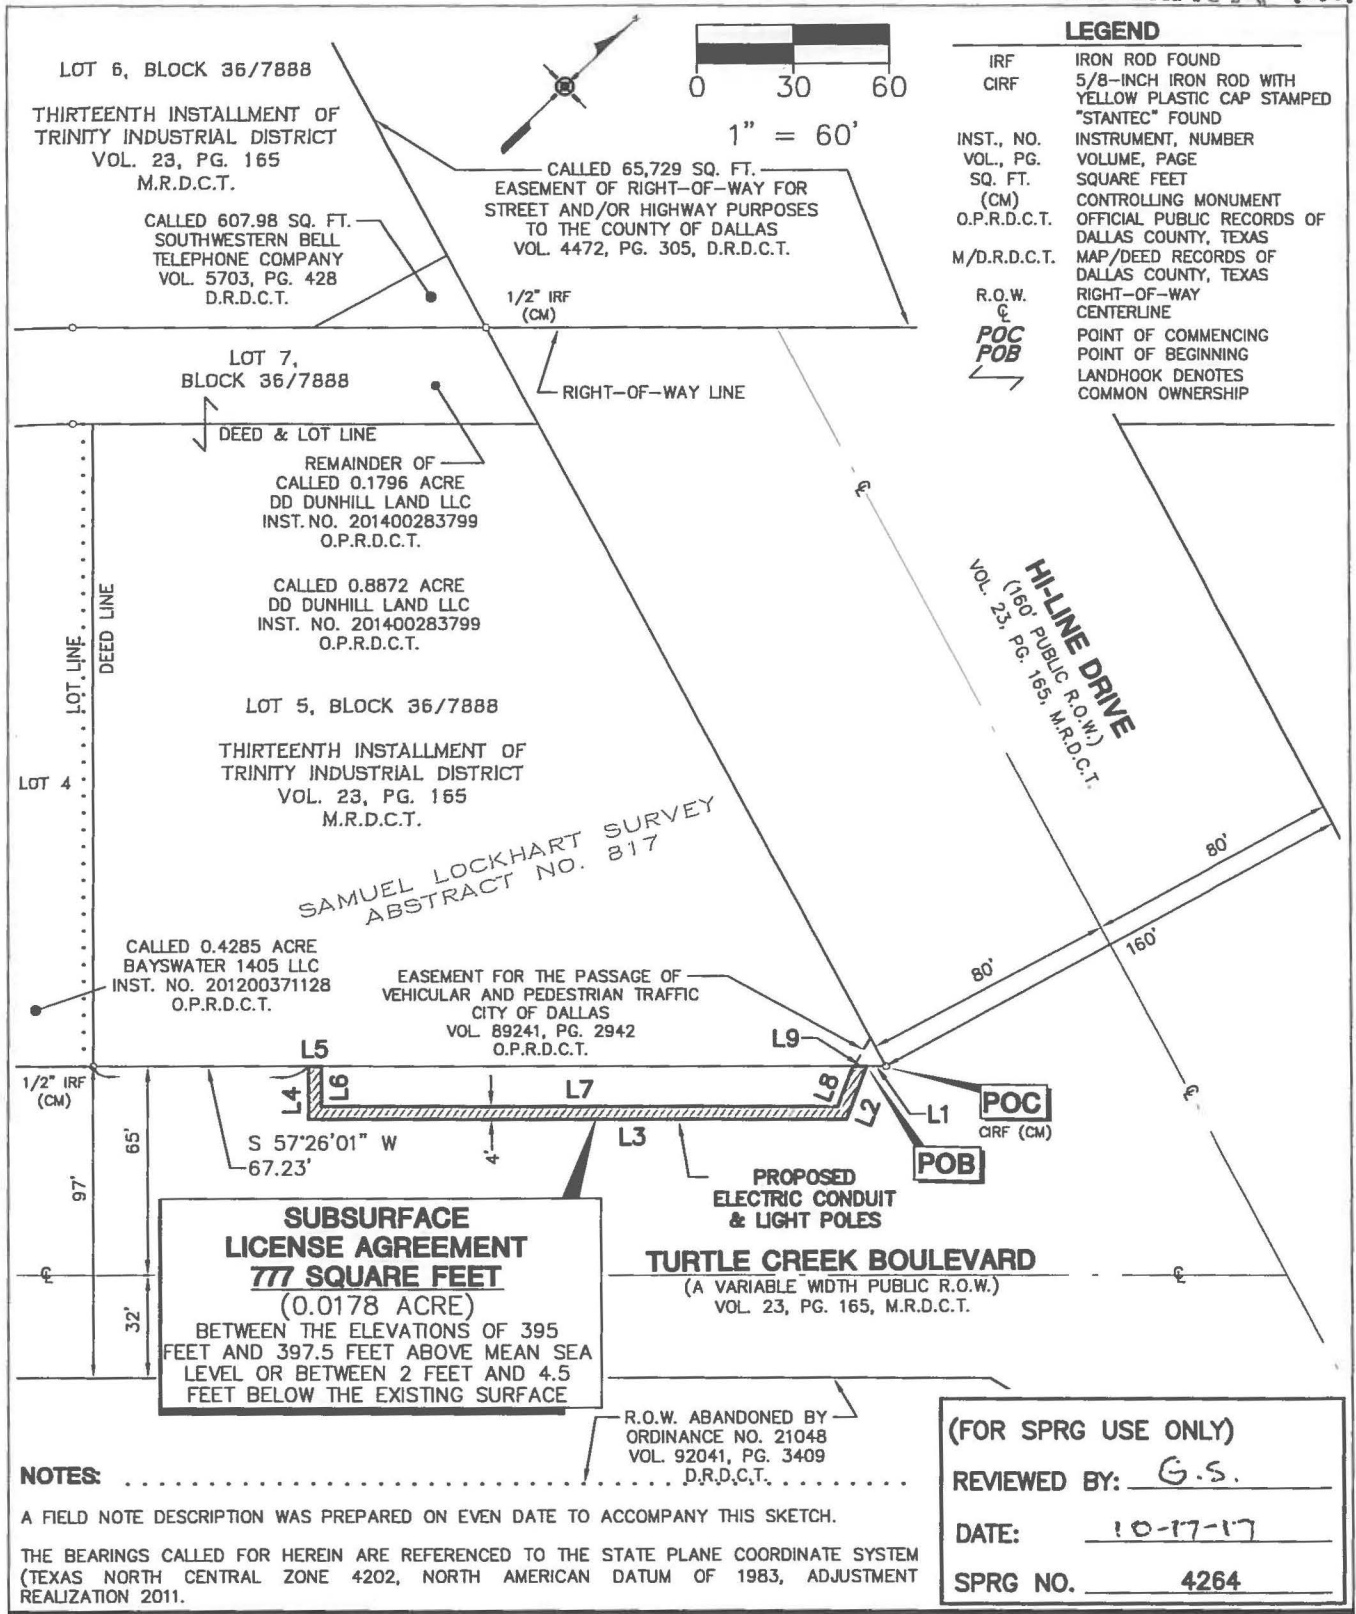 LOT 6, BLOCK 36/7888
THIRTEENTH INSTALLMENT OF
TRINITY INDUSTRIAL DISTRICT
VOL. 23, PG. 165
M.R.D.C.T.
CALLED 607.98 SQ. FT.
SOUTHWESTERN BELL
TELEPHONE COMPANY
VOL. 5703, PG. 428
D.R.D.C.T.
0 30 60
1" = 60'
CALLED 65,729 SQ. FT.
EASEMENT OF RIGHT-OF-WAY FOR
STREET AND/OR HIGHWAY PURPOSES
TO THE COUNTY OF DALLAS
VOL. 4472, PG. 305, D.R.D.C.T.
1/2" IRF
(CM)
RIGHT-OF-WAY LINE
LEGEND
IRF IRON ROD FOUND
CIRF 5/8-INCH IRON ROD WITH
YELLOW PLASTIC CAP STAMPED
"STANTEC" FOUND
INST., NO. INSTRUMENT, NUMBER
VOL., PG. VOLUME, PAGE
SQ. FT. SQUARE FEET
(CM) CONTROLLING MONUMENT
O.P.R.D.C.T. OFFICIAL PUBLIC RECORDS OF
DALLAS COUNTY, TEXAS
M/D.R.D.C.T. MAP/DEED RECORDS OF
DALLAS COUNTY, TEXAS
R.O.W. RIGHT-OF-WAY
℄ CENTERLINE
POC POINT OF COMMENCING
POB POINT OF BEGINNING
LANDHOOK DENOTES
COMMON OWNERSHIP
LOT 7,
BLOCK 36/7888
DEED & LOT LINE
REMAINDER OF
CALLED 0.1796 ACRE
DD DUNHILL LAND LLC
INST. NO. 201400283799
O.P.R.D.C.T.
CALLED 0.8872 ACRE
DD DUNHILL LAND LLC
INST. NO. 201400283799
O.P.R.D.C.T.
LOT LINE
DEED LINE
LOT 4
LOT 5, BLOCK 36/7888
THIRTEENTH INSTALLMENT OF
TRINITY INDUSTRIAL DISTRICT
VOL. 23, PG. 165
M.R.D.C.T.
℄
HI-LINE DRIVE
(160' PUBLIC R.O.W.)
VOL. 23, PG. 165, M.R.D.C.T.
SAMUEL LOCKHART SURVEY
ABSTRACT NO. 817
80'
80'
160'
CALLED 0.4285 ACRE
BAYSWATER 1405 LLC
INST. NO. 201200371128
O.P.R.D.C.T.
EASEMENT FOR THE PASSAGE OF
VEHICULAR AND PEDESTRIAN TRAFFIC
CITY OF DALLAS
VOL. 89241, PG. 2942
O.P.R.D.C.T.
L9
L5
1/2" IRF
(CM)
L4
L6
L7
L8
L2
L1
L3
4'
POC
CIRF (CM)
POB
℄
65'
97'
32'
S 57°26'01" W
67.23'
PROPOSED
ELECTRIC CONDUIT
& LIGHT POLES
SUBSURFACE
LICENSE AGREEMENT
777 SQUARE FEET
(0.0178 ACRE)
BETWEEN THE ELEVATIONS OF 395
FEET AND 397.5 FEET ABOVE MEAN SEA
LEVEL OR BETWEEN 2 FEET AND 4.5
FEET BELOW THE EXISTING SURFACE
TURTLE CREEK BOULEVARD
(A VARIABLE WIDTH PUBLIC R.O.W.)
VOL. 23, PG. 165, M.R.D.C.T.
℄
℄
R.O.W. ABANDONED BY
ORDINANCE NO. 21048
VOL. 92041, PG. 3409
D.R.D.C.T.
NOTES:
A FIELD NOTE DESCRIPTION WAS PREPARED ON EVEN DATE TO ACCOMPANY THIS SKETCH.
THE BEARINGS CALLED FOR HEREIN ARE REFERENCED TO THE STATE PLANE COORDINATE SYSTEM
(TEXAS NORTH CENTRAL ZONE 4202, NORTH AMERICAN DATUM OF 1983, ADJUSTMENT
REALIZATION 2011.
(FOR SPRG USE ONLY)
REVIEWED BY: G.S.
DATE: 10-17-17
SPRG NO. 4264